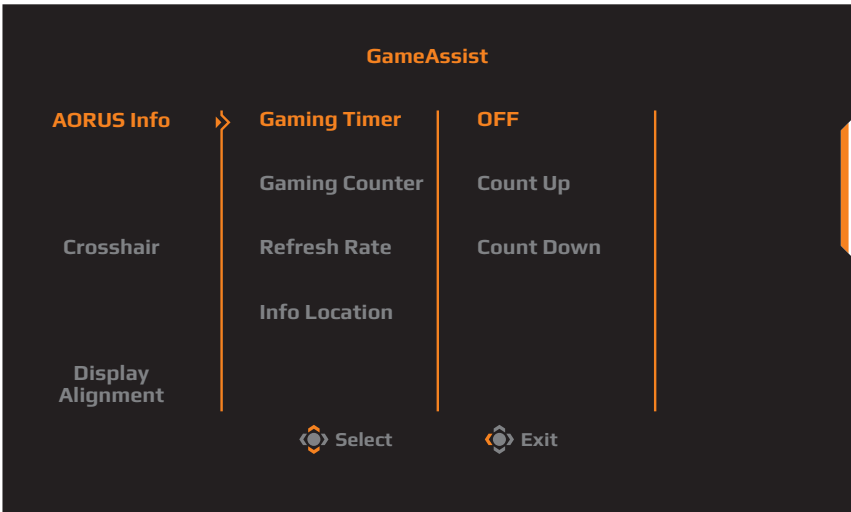 GameAssist
AORUS Info
Gaming Timer
OFF
Gaming Counter
Count Up
Crosshair
Refresh Rate
Count Down
Info Location
Display
Alignment
Select
Exit